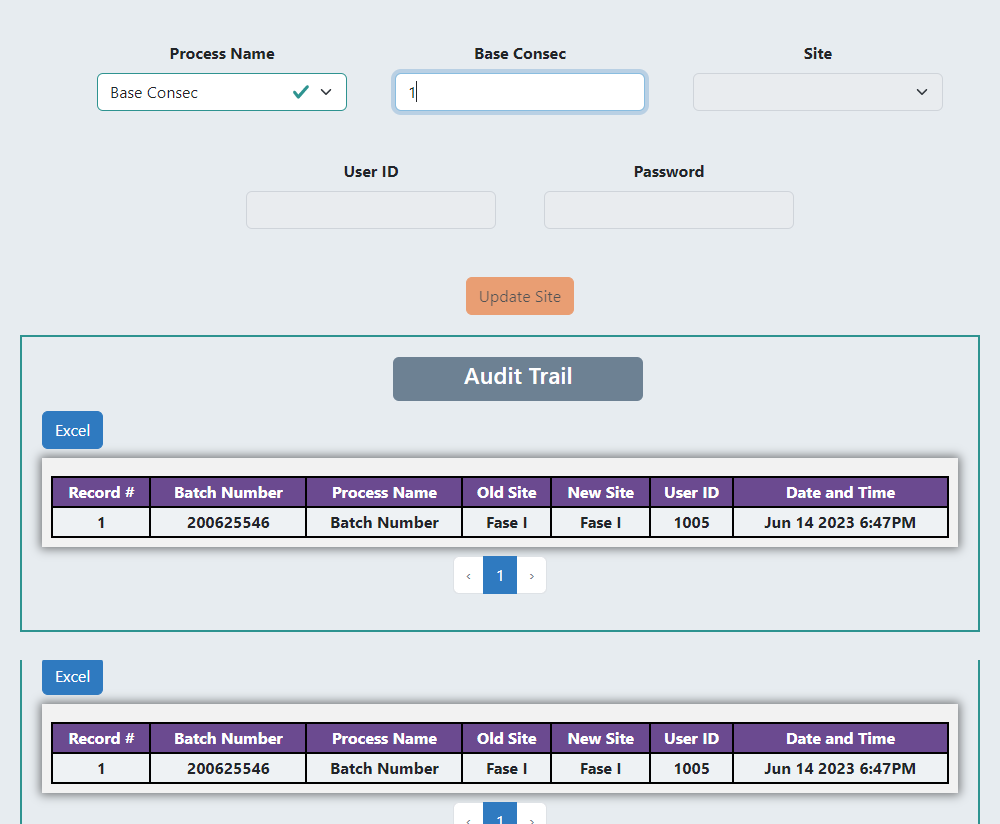 Process Name Base Consec Site
Base Consec 1
User ID Password
Update Site
Audit Trail
Excel
Record # Batch Number Process Name Old Site New Site User ID Date and Time
1 200625546 Batch Number Fase I Fase I 1005 Jun 14 2023 6:47PM
‹ 1 ›
Excel
Record # Batch Number Process Name Old Site New Site User ID Date and Time
1 200625546 Batch Number Fase I Fase I 1005 Jun 14 2023 6:47PM
‹ 1 ›